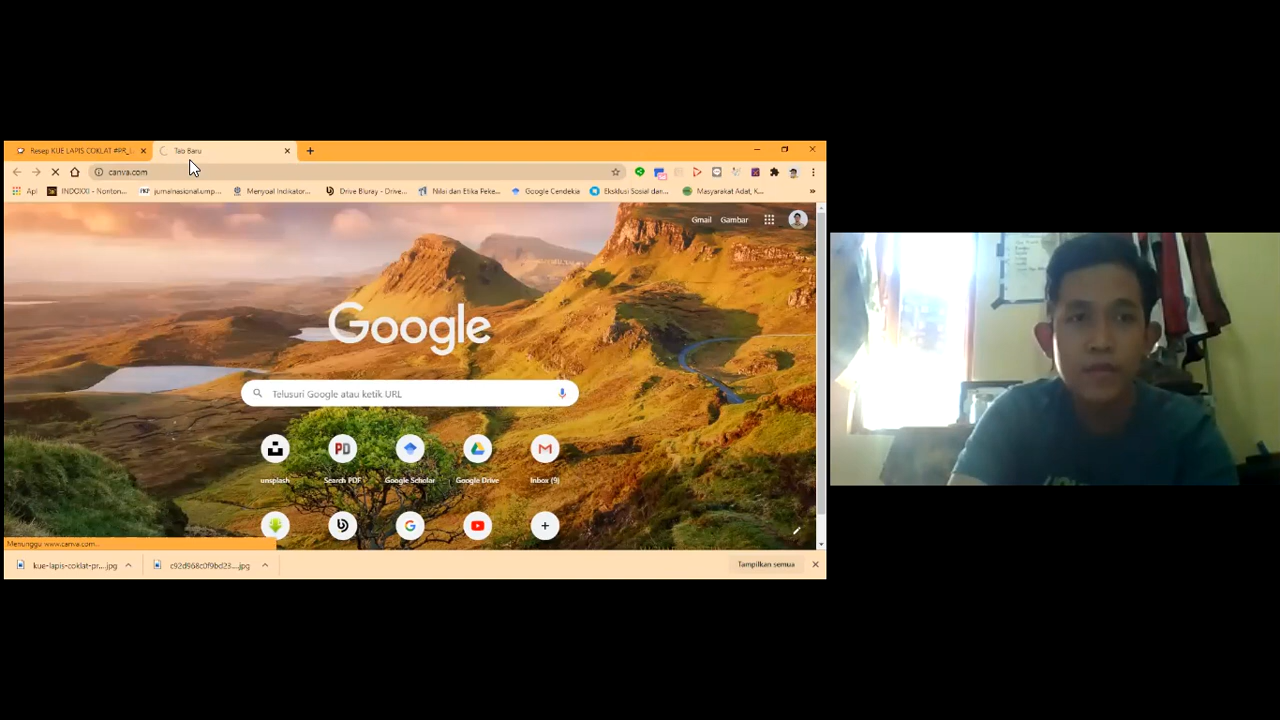 Resep KUE LAPIS COKLAT #PR_I...
Tab Baru
canva.com
Apl
INDOXXI - Nonton...
jurnalnasional.ump...
Menyoal Indikator...
Drive Bluray - Drive...
Nilai dan Etika Peke...
Google Cendekia
Eksklusi Sosial dan...
Masyarakat Adat, K...
»
Gmail
Gambar
Google
Telusuri Google atau ketik URL
PD
unsplash
Search PDF
Google Scholar
Google Drive
Inbox (9)
Menunggu www.canva.com...
kue-lapis-coklat-pr....jpg
c92d968c0f9bd23....jpg
Tampilkan semua